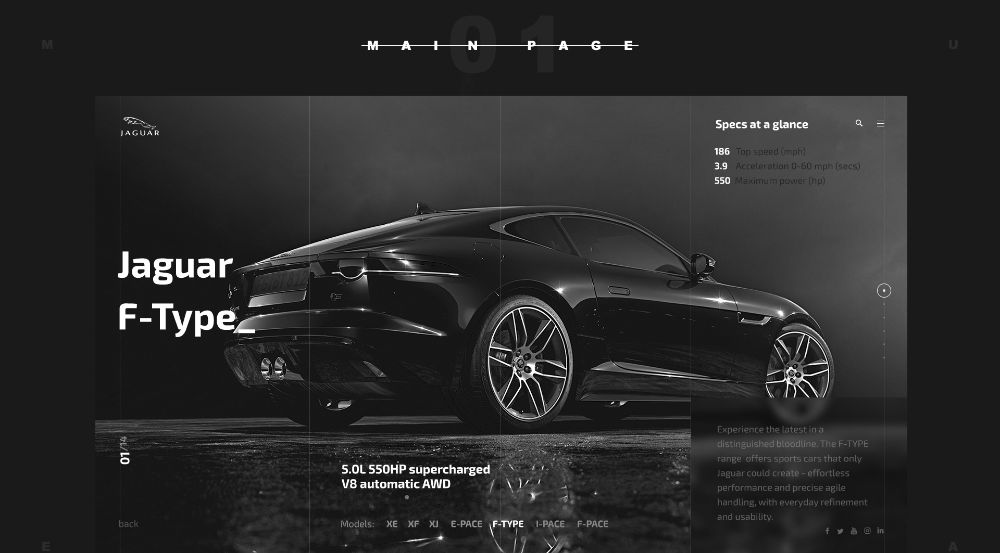 01
M
MAIN PAGE
U
JAGUAR
Specs at a glance
186 Top speed (mph)
3.9 Acceleration 0-60 mph (secs)
550 Maximum power (hp)
Jaguar
F-Type_
01/14
5.0L 550HP supercharged
V8 automatic AWD
Experience the latest in a
distinguished bloodline. The F-TYPE
range offers sports cars that only
Jaguar could create - effortless
performance and precise agile
handling, with everyday refinement
and usability.
back
Models: XE XF XJ E-PACE F-TYPE I-PACE F-PACE
f in
E
A